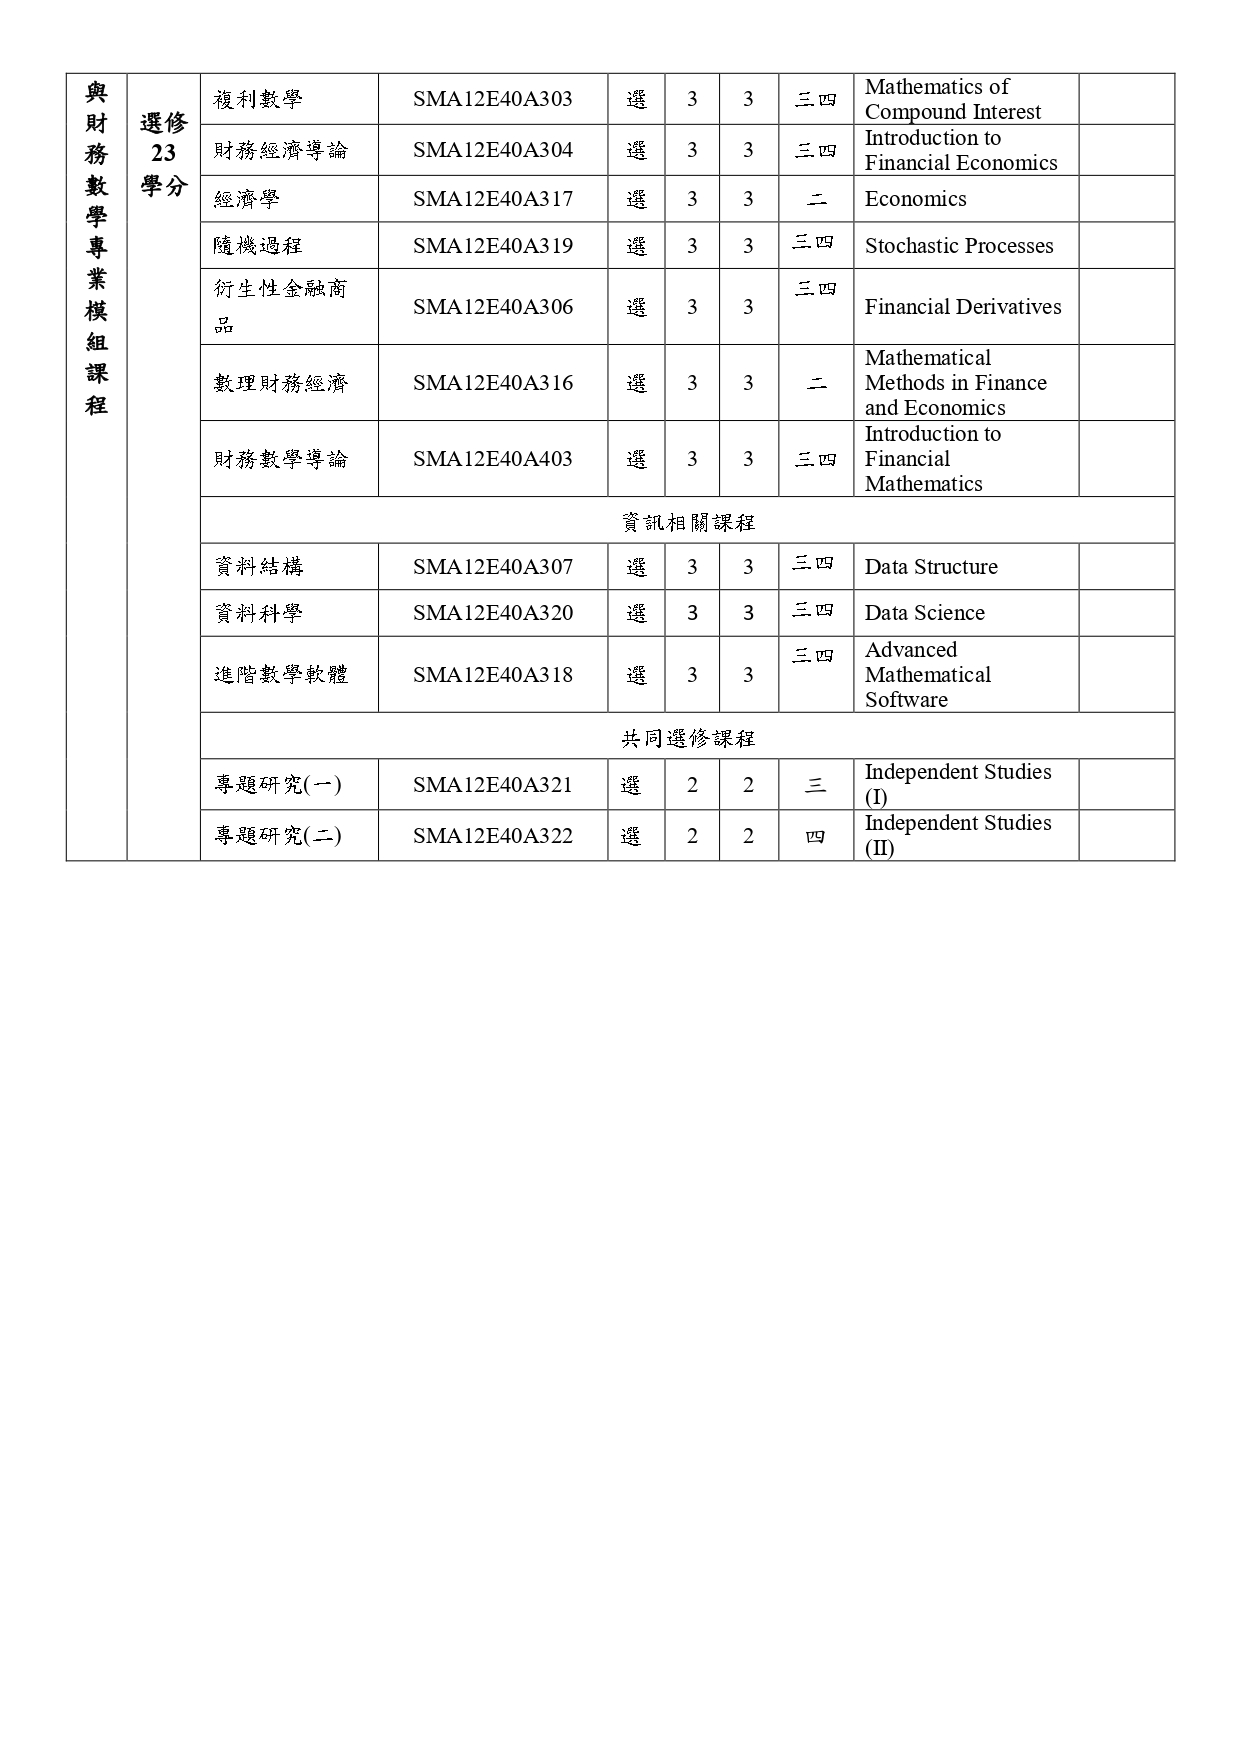 與
財
務
數
學
專
業
模
組
課
程
選修
23
學分
複利數學 SMA12E40A303 選 3 3 三四 Mathematics of
Compound Interest
財務經濟導論 SMA12E40A304 選 3 3 三四 Introduction to
Financial Economics
經濟學 SMA12E40A317 選 3 3 二 Economics
隨機過程 SMA12E40A319 選 3 3 三四 Stochastic Processes
衍生性金融商
品 SMA12E40A306 選 3 3 三四 Financial Derivatives
數理財務經濟 SMA12E40A316 選 3 3 二 Mathematical
Methods in Finance
and Economics
財務數學導論 SMA12E40A403 選 3 3 三四 Introduction to
Financial
Mathematics
資訊相關課程
資料結構 SMA12E40A307 選 3 3 三四 Data Structure
資料科學 SMA12E40A320 選 3 3 三四 Data Science
進階數學軟體 SMA12E40A318 選 3 3 三四 Advanced
Mathematical
Software
共同選修課程
專題研究(一) SMA12E40A321 選 2 2 三 Independent Studies
(I)
專題研究(二) SMA12E40A322 選 2 2 四 Independent Studies
(II)